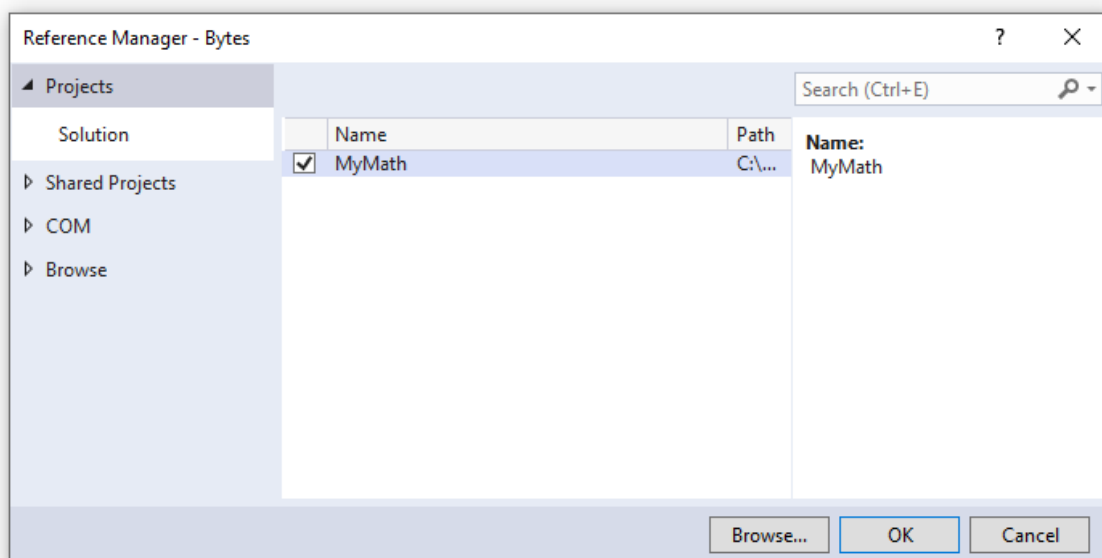 Reference Manager - Bytes
?
Projects
Search (Ctrl+E)
Solution
Name Path
MyMath C:\...
Name:
MyMath
Shared Projects
COM
Browse
Browse... OK Cancel